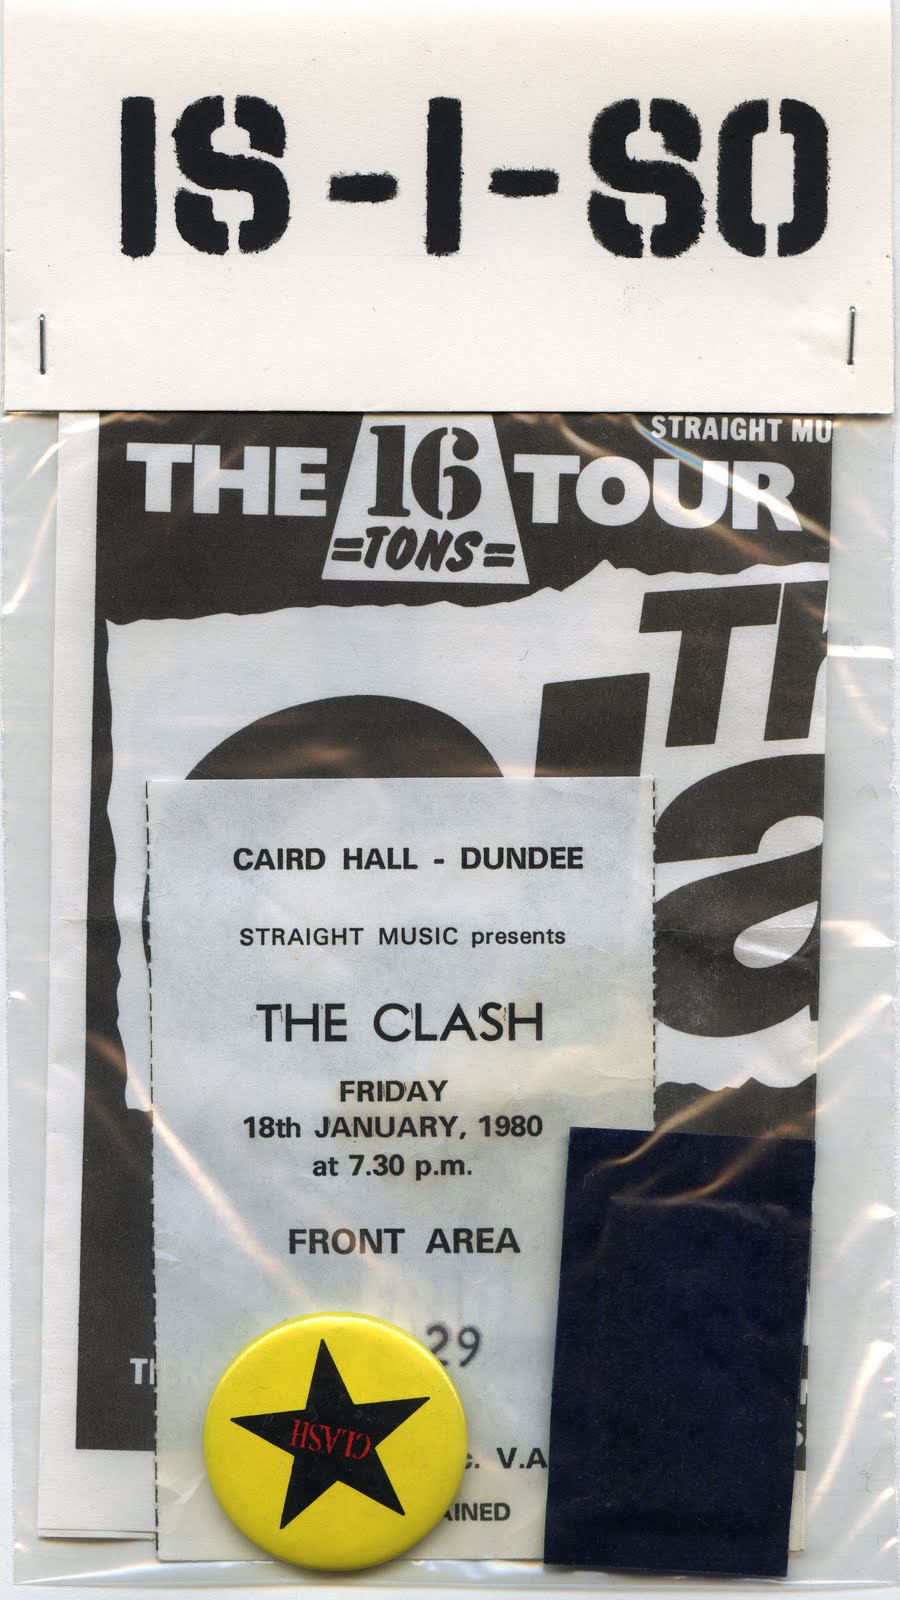 IS-I-SO
STRAIGHT MU
THE 16 TOURS
=TONS=
CAIRD HALL - DUNDEE
STRAIGHT MUSIC presents
THE CLASH
FRIDAY
18th JANUARY, 1980
at 7.30 p.m.
FRONT AREA
29
CLASH
V.A
AINED